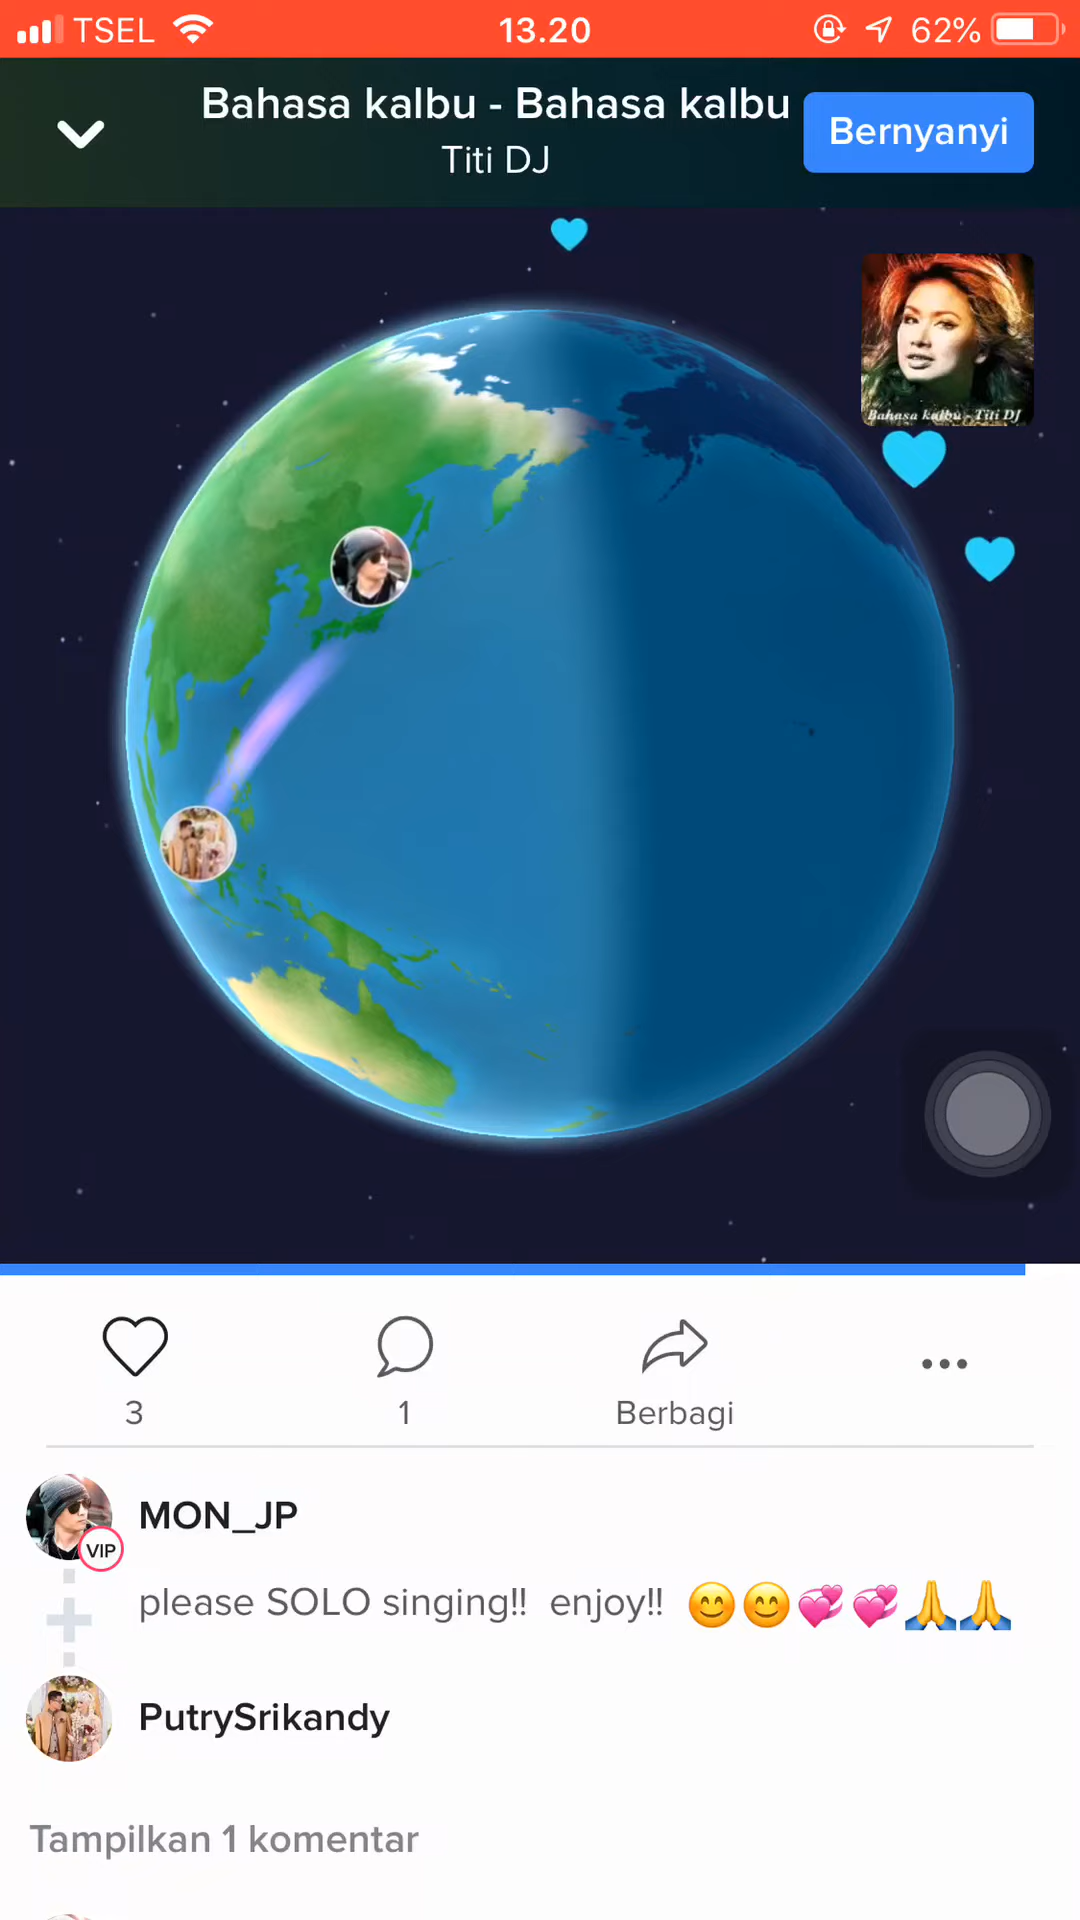 TSEL 13.20 62%
Bahasa kalbu - Bahasa kalbu
Titi DJ
Bernyanyi
Bahasa kalbu - Titi DJ
3 1 Berbagi
MON_JP
VIP
please SOLO singing!! enjoy!! 😊😊💞💞🙏🙏
PutrySrikandy
Tampilkan 1 komentar